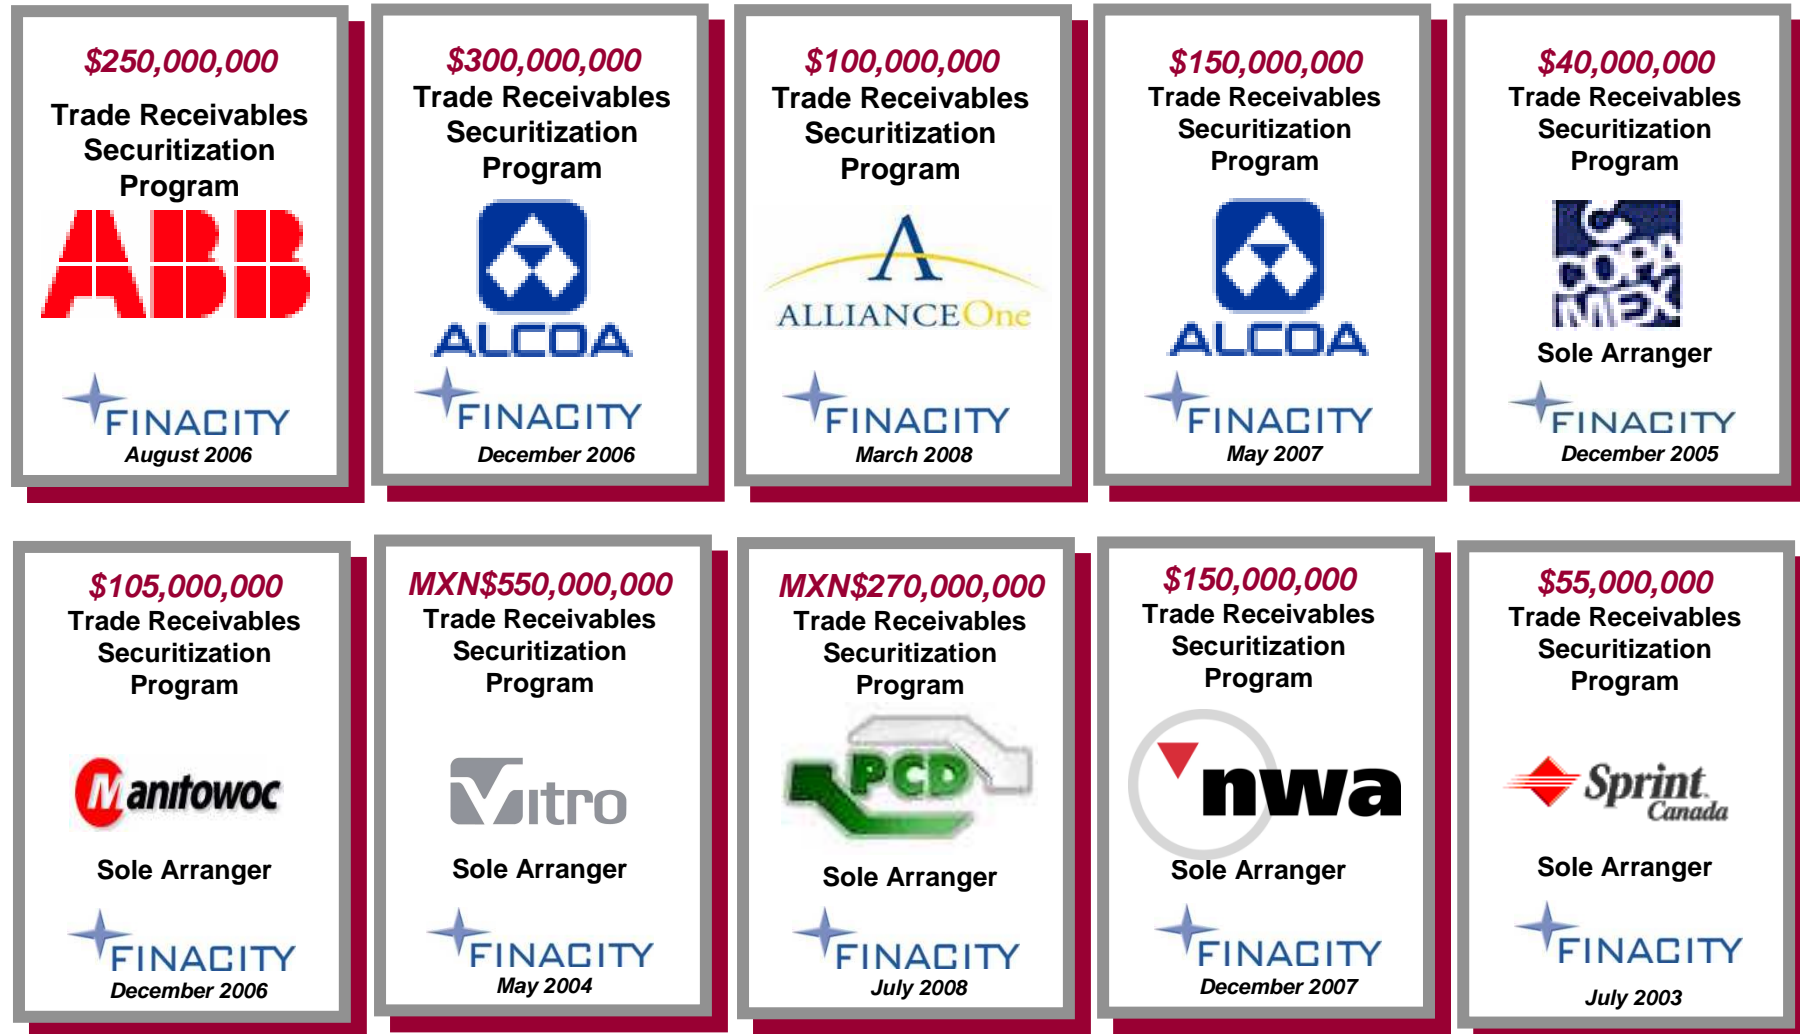 $250,000,000
Trade Receivables
Securitization
Program
ABB
FINACITY
August 2006
$300,000,000
Trade Receivables
Securitization
Program
ALCOA
FINACITY
December 2006
$100,000,000
Trade Receivables
Securitization
Program
A
ALLIANCEOne
FINACITY
March 2008
$150,000,000
Trade Receivables
Securitization
Program
ALCOA
FINACITY
May 2007
$40,000,000
Trade Receivables
Securitization
Program
COPA
MEX
Sole Arranger
FINACITY
December 2005
$105,000,000
Trade Receivables
Securitization
Program
Manitowoc
Sole Arranger
FINACITY
December 2006
MXN$550,000,000
Trade Receivables
Securitization
Program
Vitro
Sole Arranger
FINACITY
May 2004
MXN$270,000,000
Trade Receivables
Securitization
Program
PCD
Sole Arranger
FINACITY
July 2008
$150,000,000
Trade Receivables
Securitization
Program
nwa
Sole Arranger
FINACITY
December 2007
$55,000,000
Trade Receivables
Securitization
Program
Sprint
Canada
Sole Arranger
FINACITY
July 2003